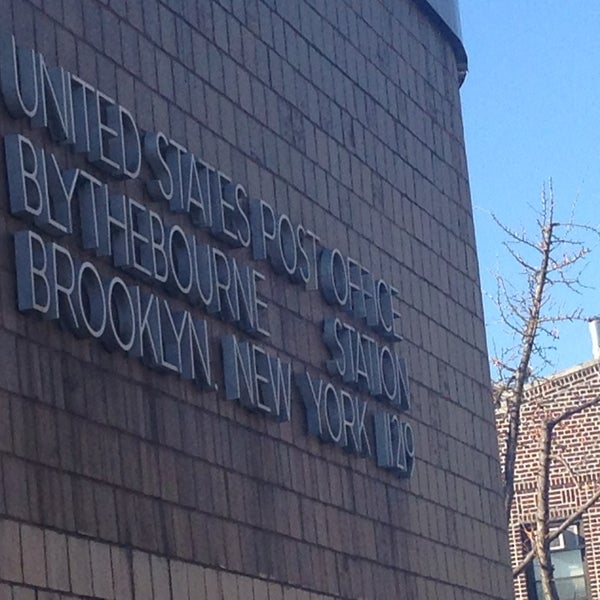 UNITED STATES POST OFFICE
BLYTHEBOURNE STATION
BROOKLYN, NEW YORK 11219